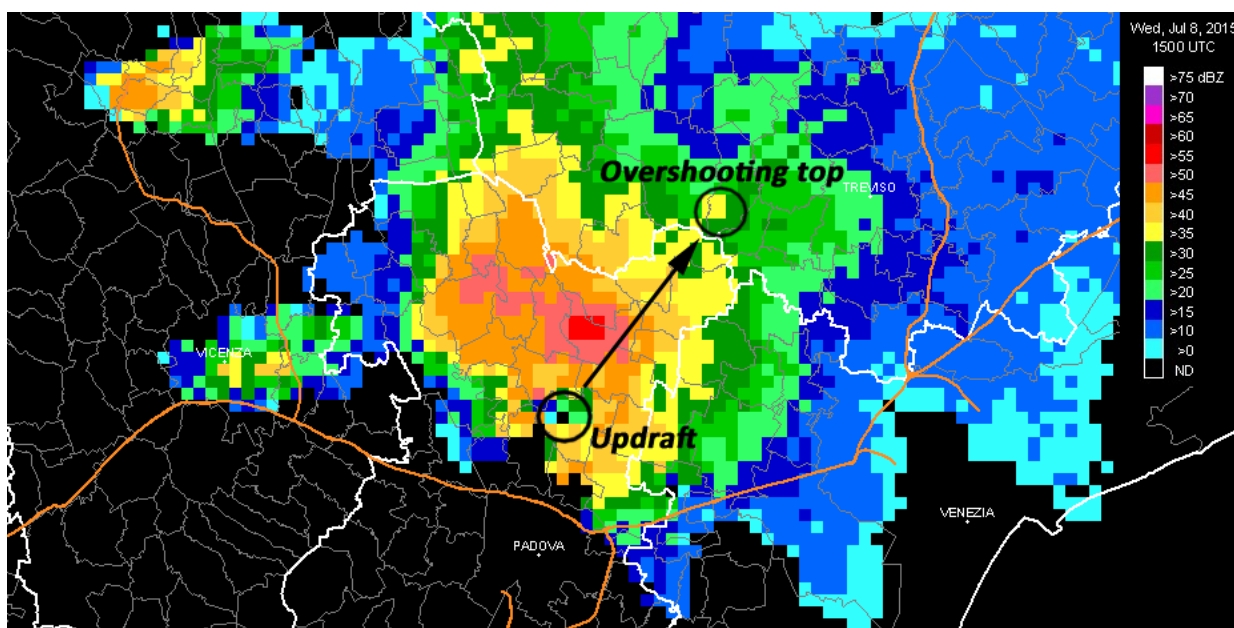 Wed, Jul 8, 2015
1500 UTC
>75 dBZ
>70
>65
>60
>55
>50
>45
>40
>35
>30
>25
>20
>15
>10
>0
ND
Overshooting top
TREVISO
VICENZA
Updraft
VENEZIA
PADOVA